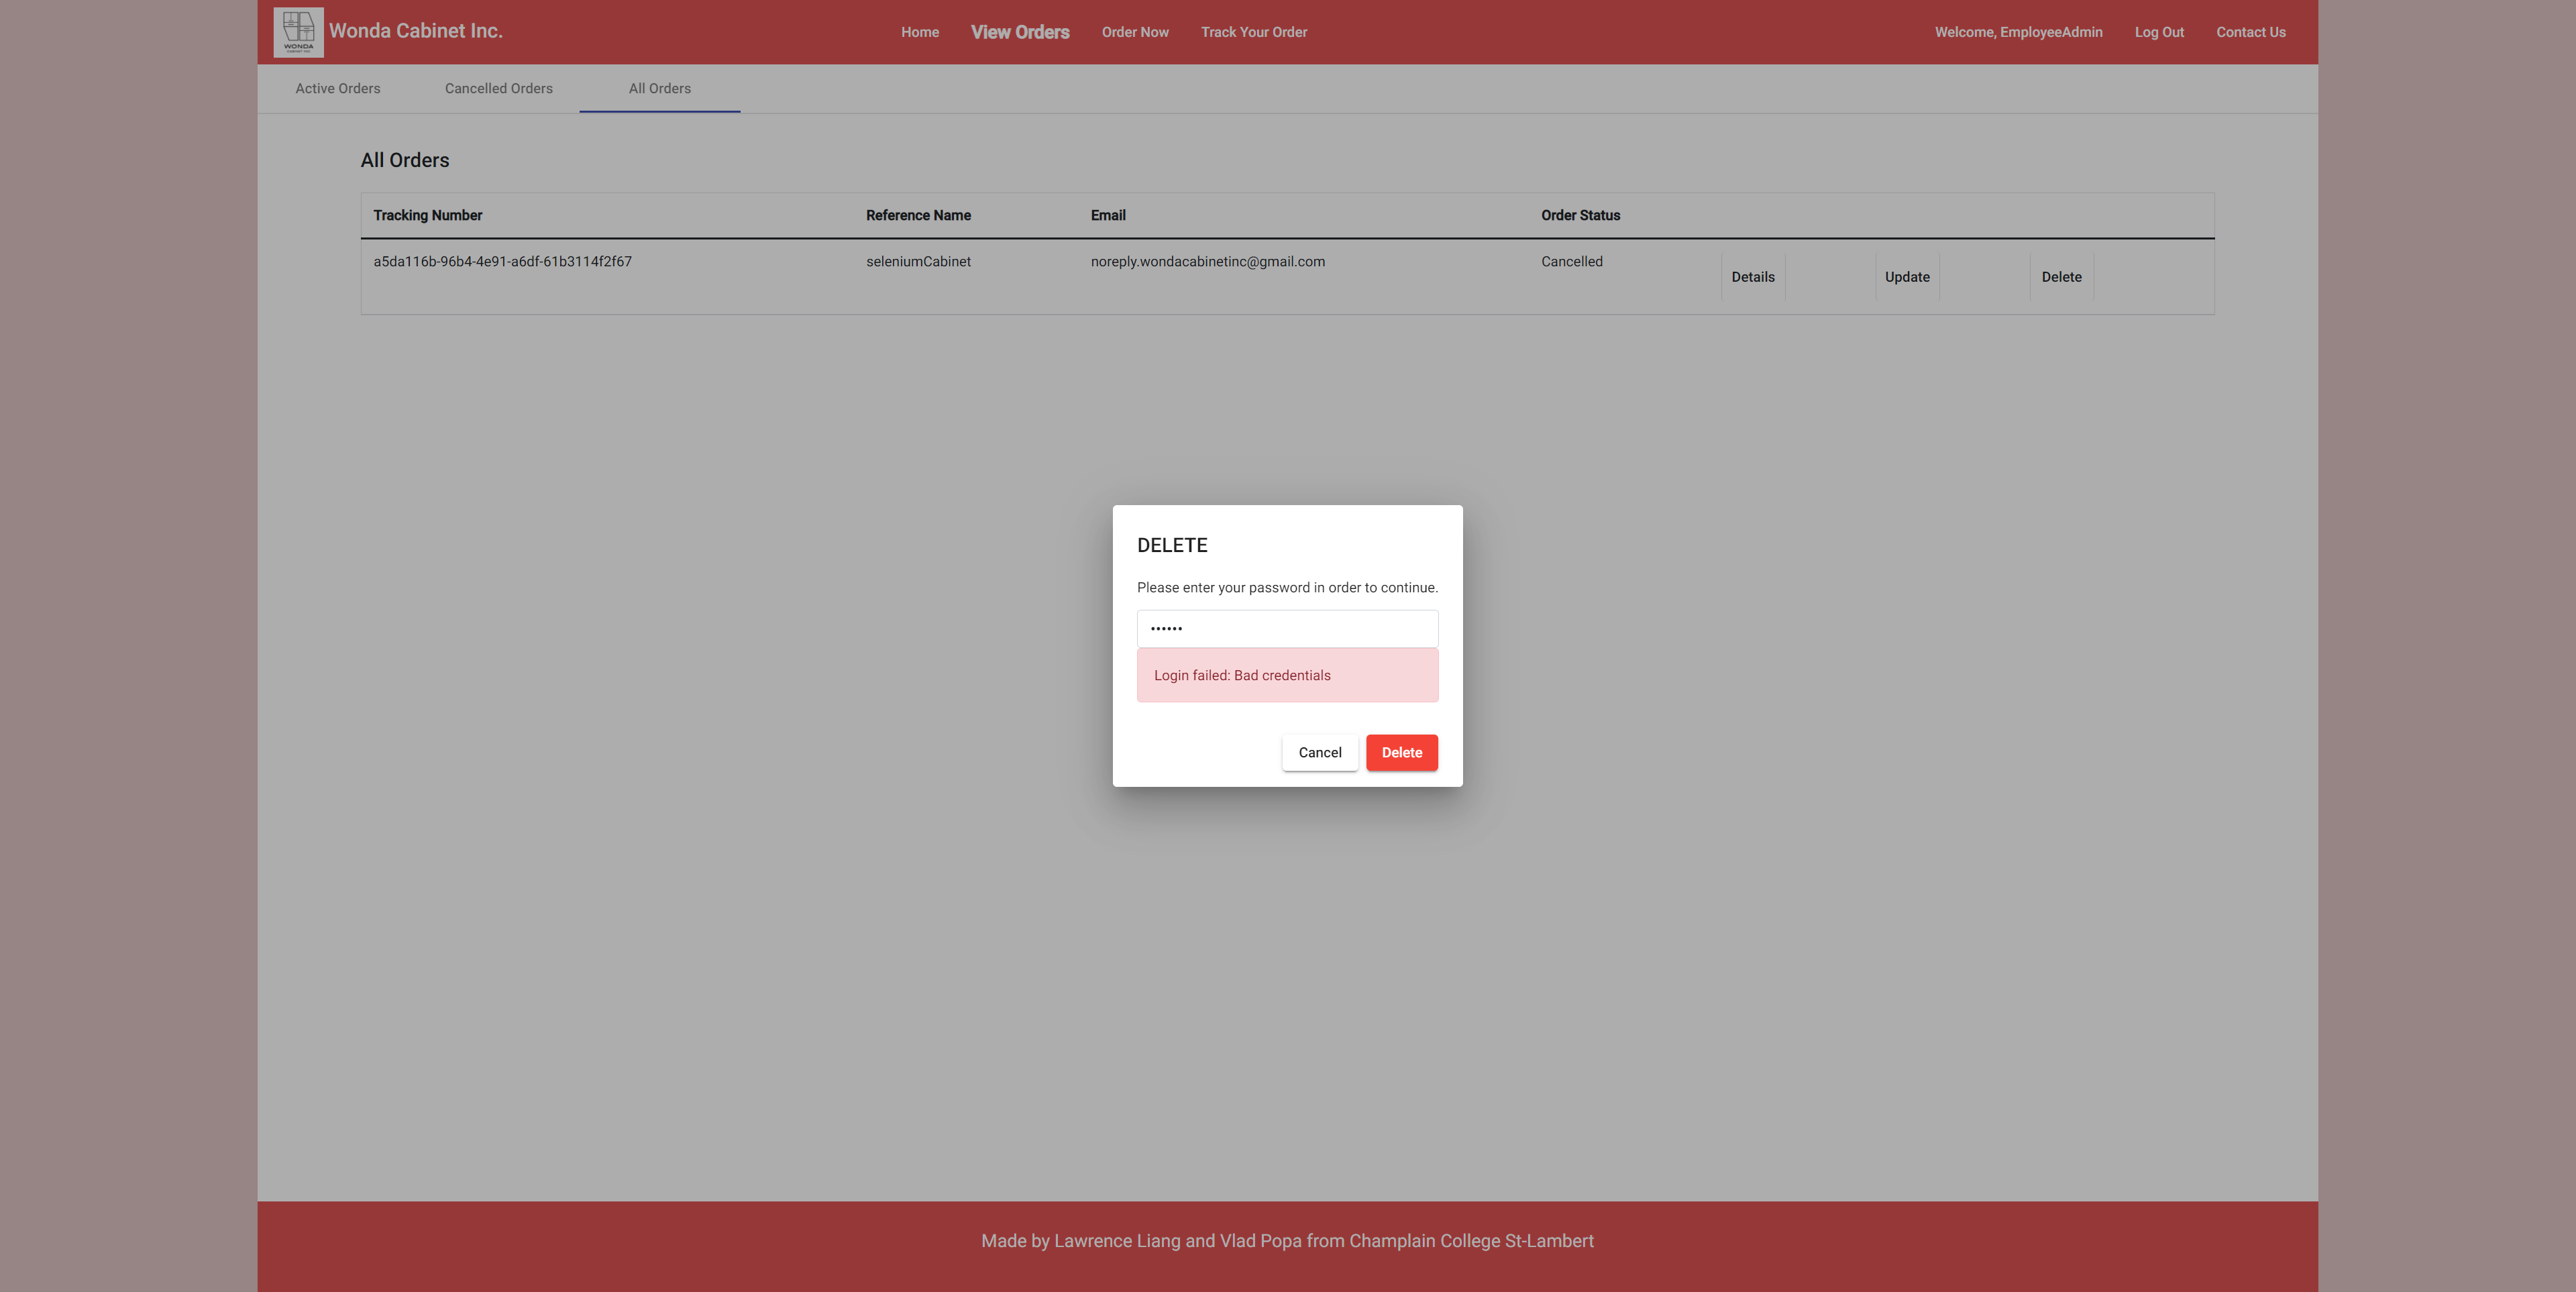 WONDA
CABINET INC.
Wonda Cabinet Inc.
Home
View Orders
Order Now
Track Your Order
Welcome, EmployeeAdmin
Log Out
Contact Us
Active Orders
Cancelled Orders
All Orders
All Orders
Tracking Number
Reference Name
Email
Order Status
a5da116b-96b4-4e91-a6df-61b3114f2f67
seleniumCabinet
noreply.wondacabinetinc@gmail.com
Cancelled
Details
Update
Delete
DELETE
Please enter your password in order to continue.
••••••
Login failed: Bad credentials
Cancel
Delete
Made by Lawrence Liang and Vlad Popa from Champlain College St-Lambert